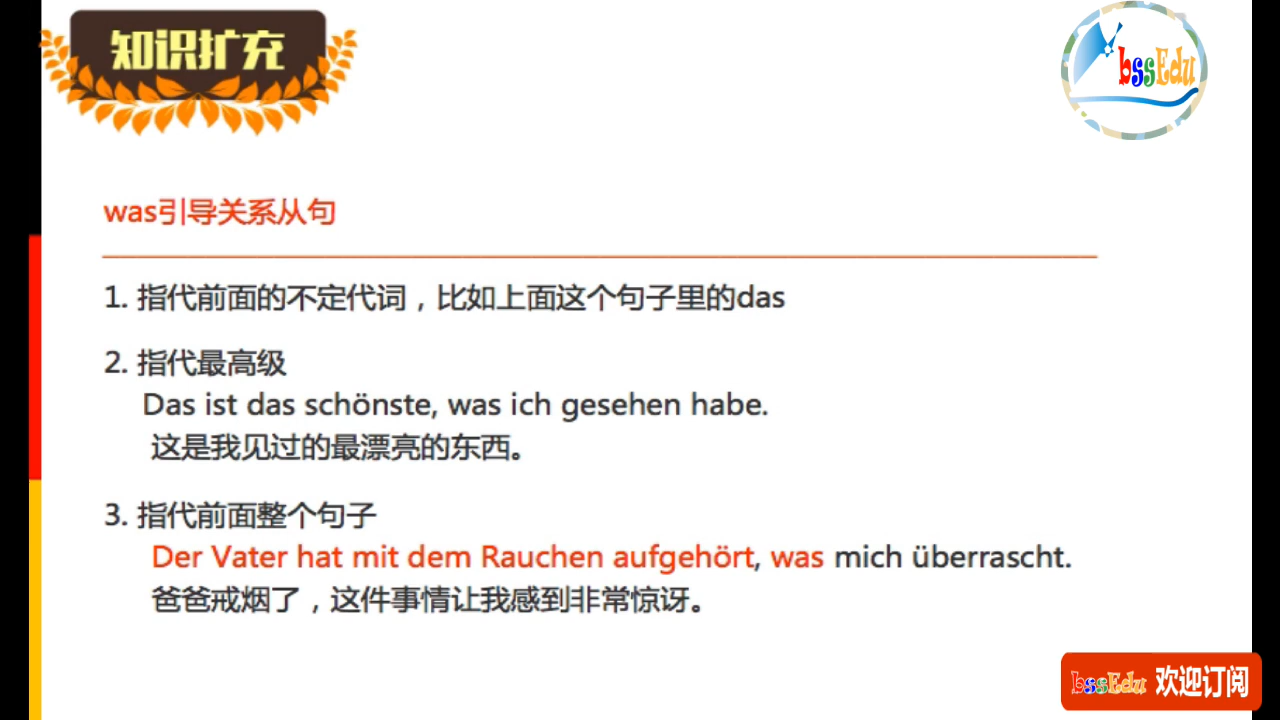 知识扩充
bssEdu
was引导关系从句
1. 指代前面的不定代词，比如上面这个句子里的das
2. 指代最高级
Das ist das schönste, was ich gesehen habe.
这是我见过的最漂亮的东西。
3. 指代前面整个句子
Der Vater hat mit dem Rauchen aufgehört, was mich überrascht.
爸爸戒烟了，这件事情让我感到非常惊讶。
bssEdu 欢迎订阅